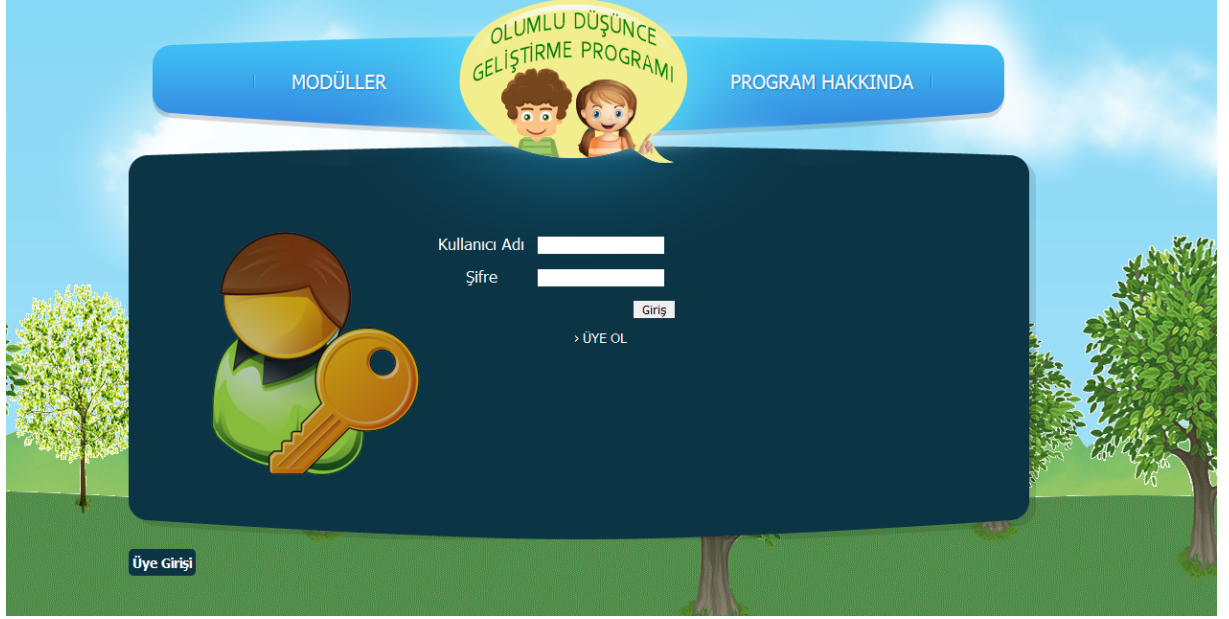 OLUMLU DÜŞÜNCE
GELİŞTİRME PROGRAMI
MODÜLLER
PROGRAM HAKKINDA
Kullanıcı Adı
Şifre
Giriş
› ÜYE OL
Üye Girişi